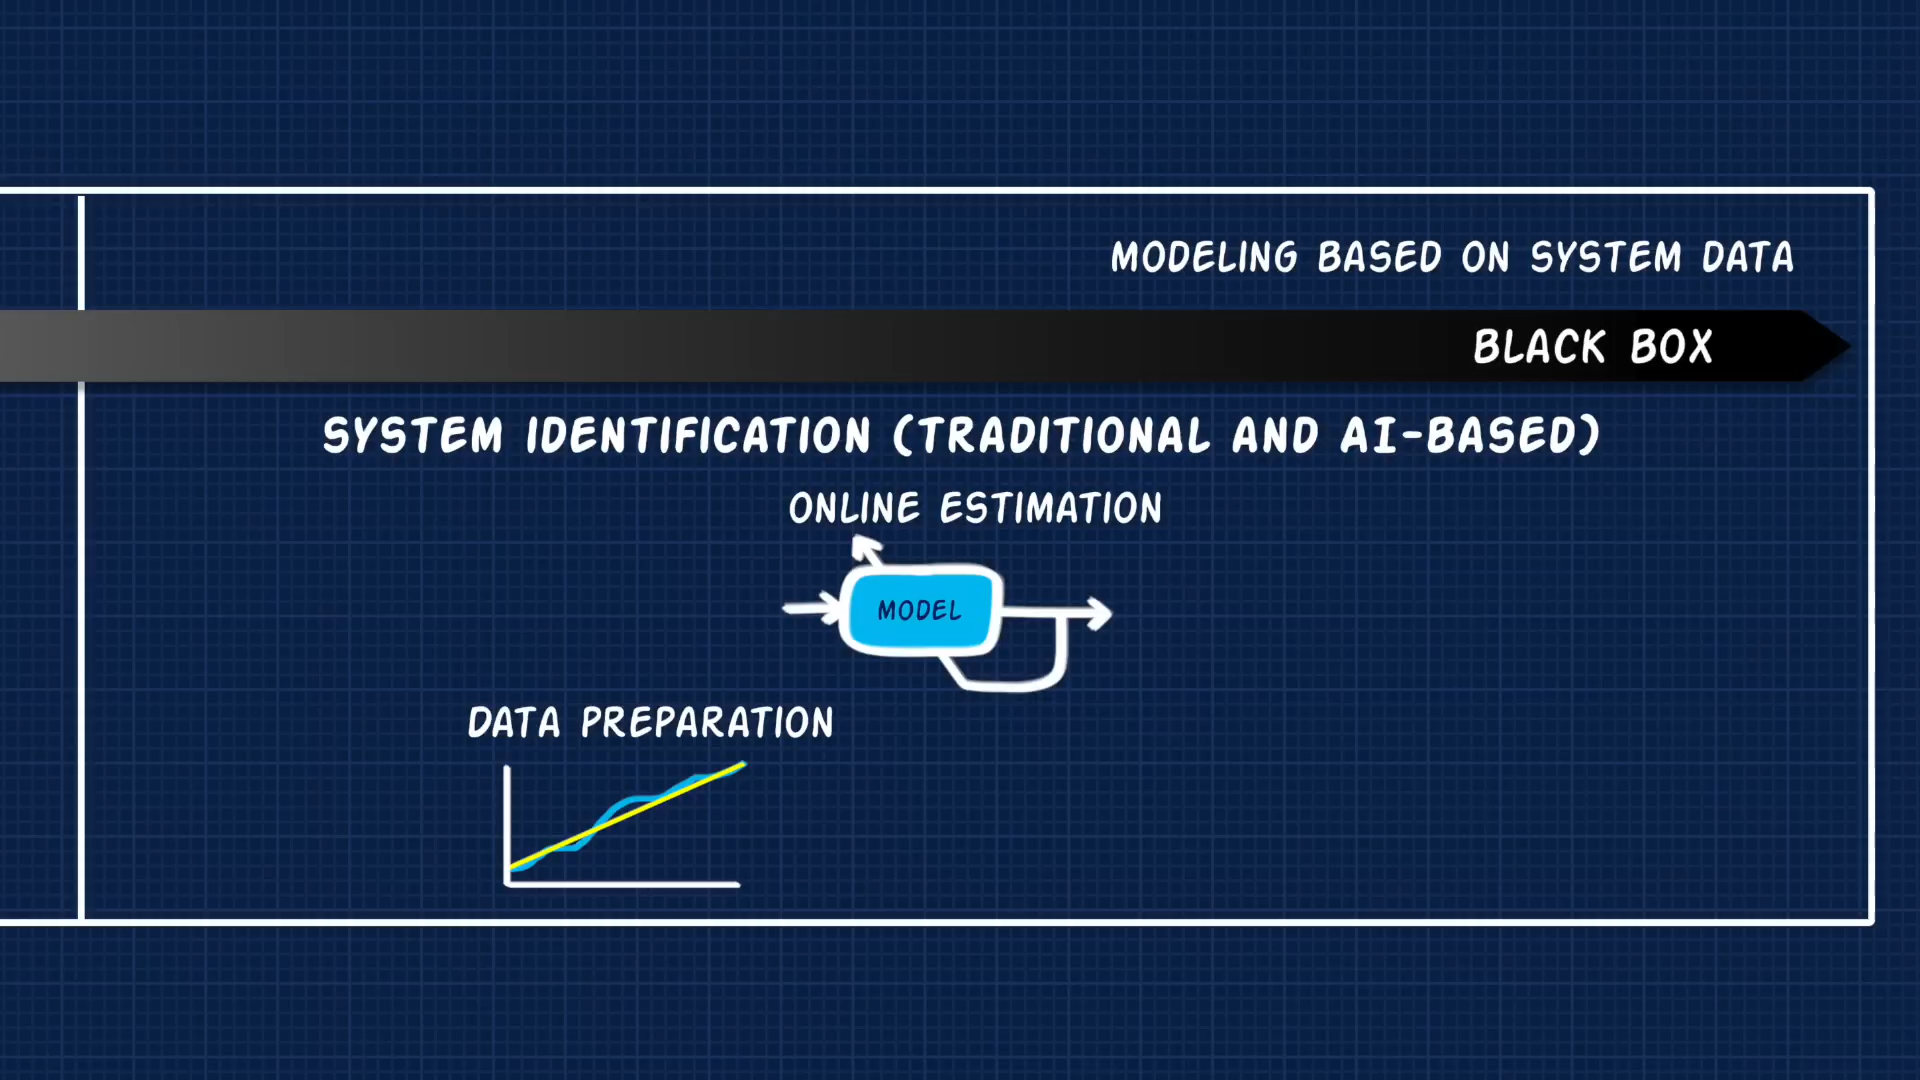 MODELING BASED ON SYSTEM DATA
BLACK BOX
SYSTEM IDENTIFICATION (TRADITIONAL AND AI-BASED)
ONLINE ESTIMATION
MODEL
DATA PREPARATION